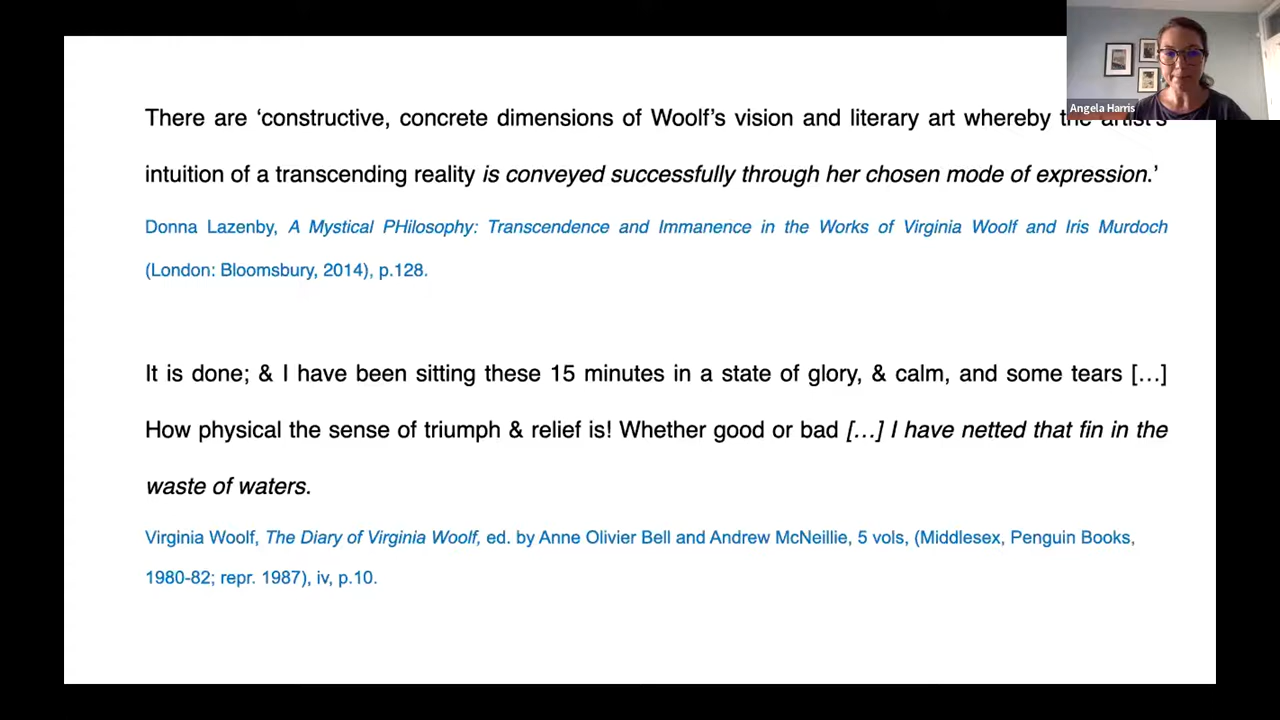 Angela Harris
There are ‘constructive, concrete dimensions of Woolf’s vision and literary art whereby the artist’s
intuition of a transcending reality is conveyed successfully through her chosen mode of expression.’
Donna Lazenby, A Mystical PHilosophy: Transcendence and Immanence in the Works of Virginia Woolf and Iris Murdoch
(London: Bloomsbury, 2014), p.128.
It is done; & I have been sitting these 15 minutes in a state of glory, & calm, and some tears […]
How physical the sense of triumph & relief is! Whether good or bad […] I have netted that fin in the
waste of waters.
Virginia Woolf, The Diary of Virginia Woolf, ed. by Anne Olivier Bell and Andrew McNeillie, 5 vols, (Middlesex, Penguin Books,
1980-82; repr. 1987), iv, p.10.